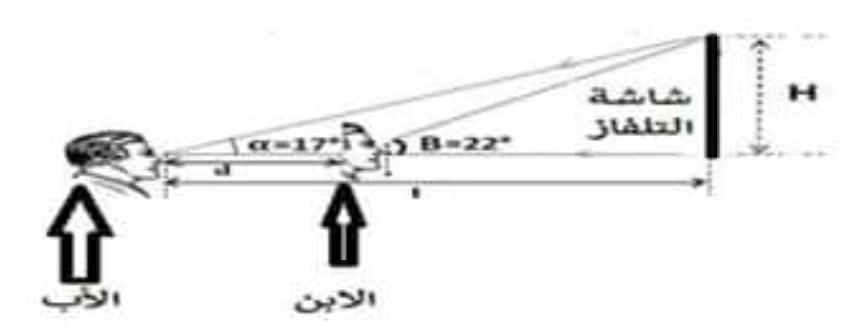 H
شاشة
التلفاز
α=17°
B=22°
d
الأب
الابن